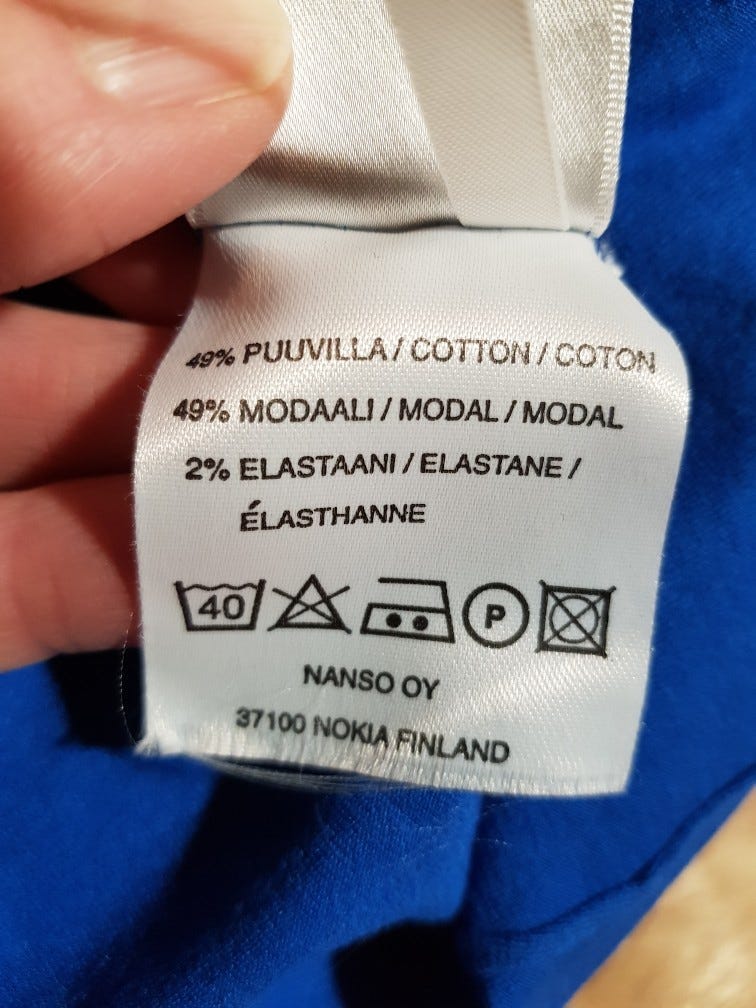 49% PUUVILLA / COTTON / COTON
49% MODAALI / MODAL / MODAL
2% ELASTAANI / ELASTANE /
ÉLASTHANNE
40 P
NANSO OY
37100 NOKIA FINLAND